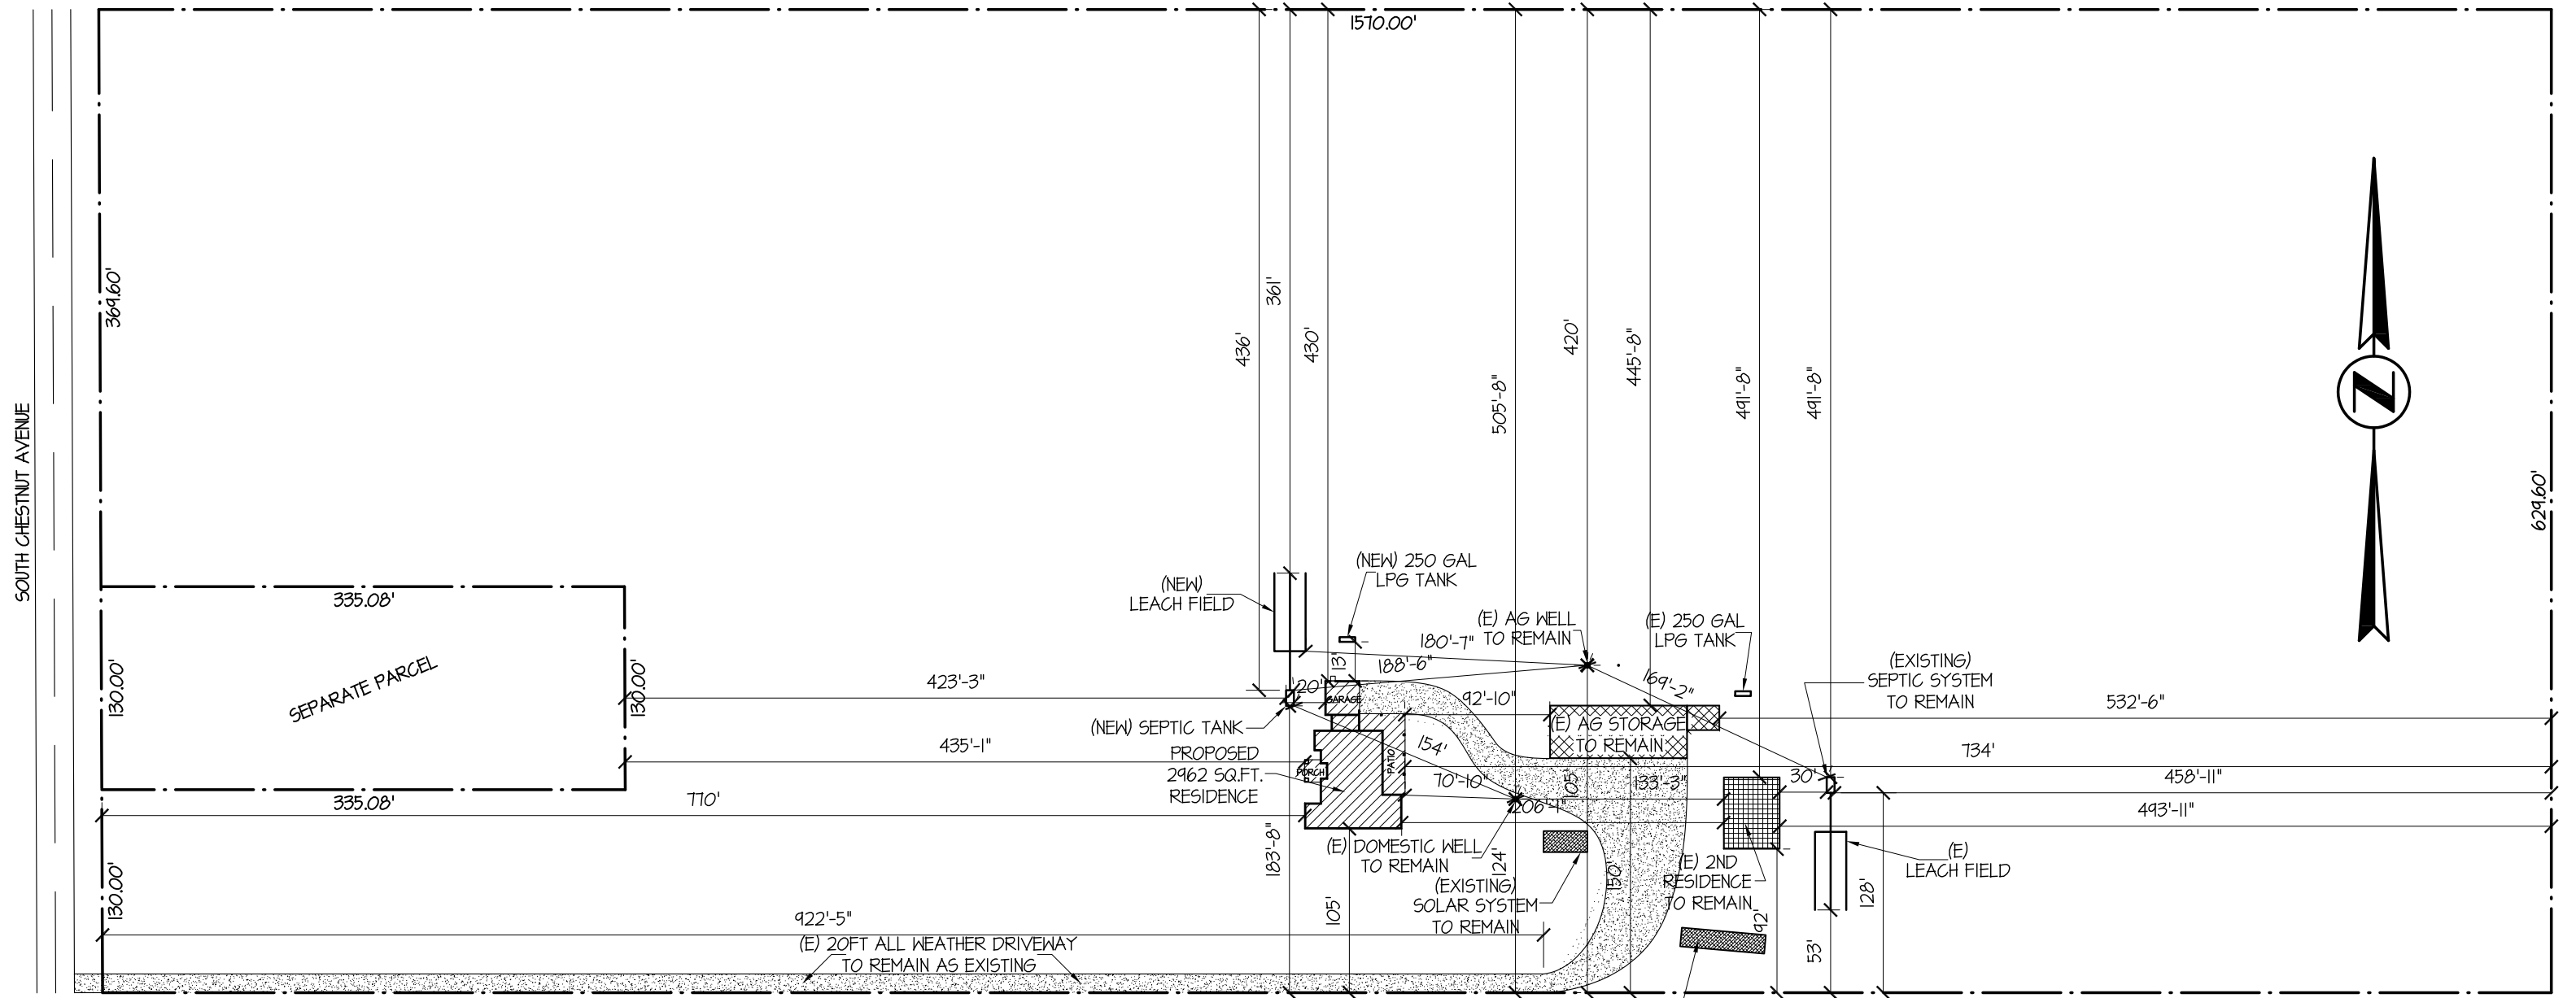 1570.00'
SOUTH CHESTNUT AVENUE
369.60'
436'
361'
430'
505'-8"
420'
445'-8"
491'-8"
491'-8"
N
629.60'
335.08'
SEPARATE PARCEL
130.00'
130.00'
335.08'
130.00'
423'-3"
435'-1"
770'
922'-5"
(E) 20FT ALL WEATHER DRIVEWAY
TO REMAIN AS EXISTING
(NEW)
LEACH FIELD
(NEW) 250 GAL
LPG TANK
(E) AG WELL
TO REMAIN
(E) 250 GAL
LPG TANK
(EXISTING)
SEPTIC SYSTEM
TO REMAIN
180'-7"
188'-6"
13'
20'
169'-2"
92'-10"
GARAGE
(NEW) SEPTIC TANK
PROPOSED
2962 SQ.FT.
RESIDENCE
PORCH
PATIO
154'
70'-10"
206'-1"
133'-3"
105'
(E) AG STORAGE
TO REMAIN
30'
532'-6"
734'
458'-11"
493'-11"
183'-8"
105'
(E) DOMESTIC WELL
TO REMAIN
124'
(EXISTING)
SOLAR SYSTEM
TO REMAIN
150'
(E) 2ND
RESIDENCE
TO REMAIN
92'
53'
128'
(E)
LEACH FIELD